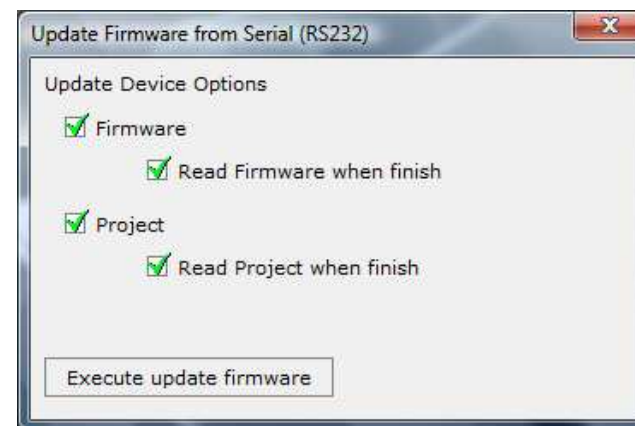 Update Firmware from Serial (RS232)
Update Device Options
Firmware
Read Firmware when finish
Project
Read Project when finish
Execute update firmware